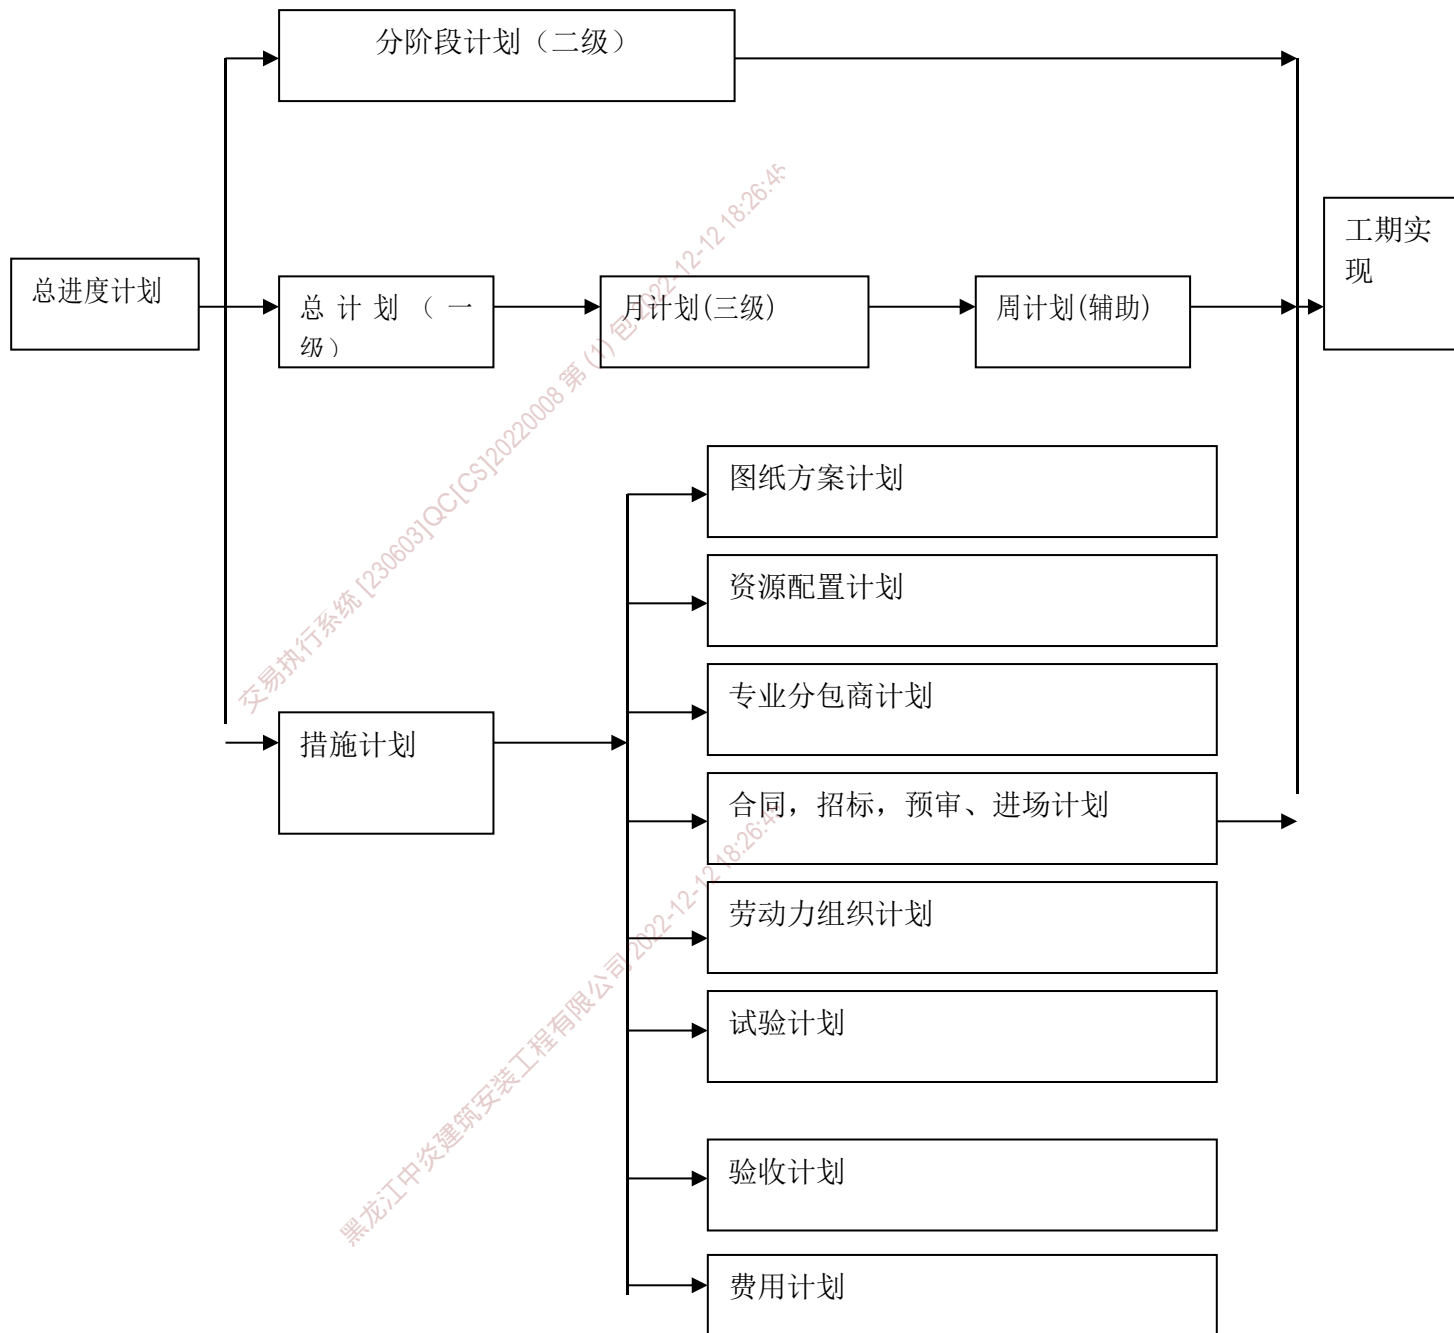 分阶段计划（二级）
工期实
现
总进度计划
总计划（一
级）
月计划(三级)
周计划(辅助)
图纸方案计划
资源配置计划
专业分包商计划
措施计划
合同，招标，预审、进场计划
劳动力组织计划
试验计划
验收计划
费用计划
交易执行系统 [230603]QC[CS]20220008 第 (1) 包 2022-12-12 18:26:45
黑龙江中炎建筑安装工程有限公司 2022-12-12 18:26:45